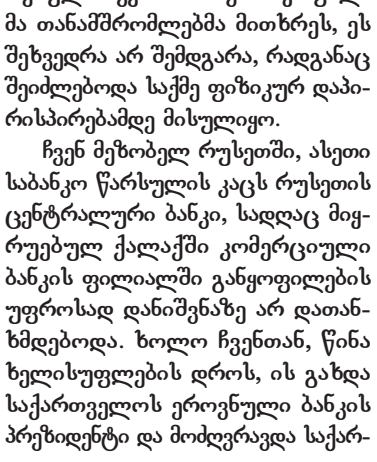 მა თანამშრომლებმა მითხრეს, ეს
შეხვედრა არ შემდგარა, რადგანაც
შეიძლებოდა საქმე ფიზიკურ დაპი-
რისპირებამდე მისულიყო.
ჩვენ მეზობელ რუსეთში, ასეთი
საბანკო წარსულის კაცს რუსეთის
ცენტრალური ბანკი, სადღაც მიყ-
რუებულ ქალაქში კომერციული
ბანკის ფილიალში განყოფილების
უფროსად დანიშვნაზე არ დათან-
ხმდებოდა. ხოლო ჩვენთან, წინა
ხელისუფლების დროს, ის გახდა
საქართველოს ეროვნული ბანკის
პრეზიდენტი და მოძღვრავდა საქარ-